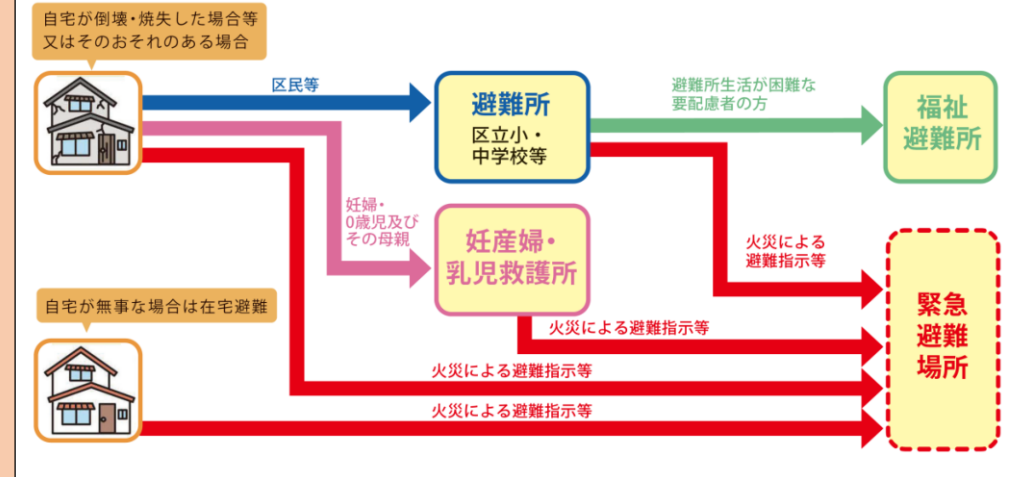 自宅が倒壊・焼失した場合等
又はそのおそれのある場合
区民等
避難所
区立小・
中学校等
避難所生活が困難な
要配慮者の方
福祉
避難所
妊婦・
0歳児及び
その母親
妊産婦・
乳児救護所
火災による
避難指示等
緊急
避難
場所
自宅が無事な場合は在宅避難
火災による避難指示等
火災による避難指示等
火災による避難指示等